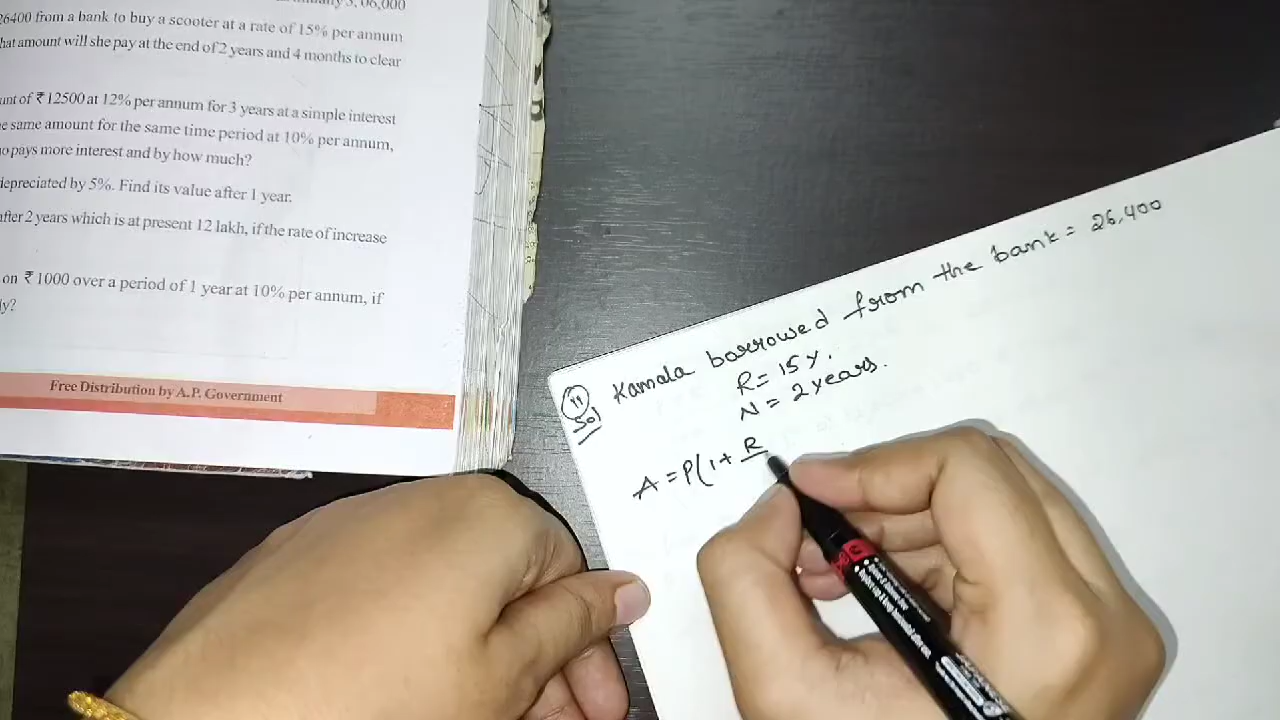 06,000
26400 from a bank to buy a scooter at a rate of 15% per annum
hat amount will she pay at the end of 2 years and 4 months to clear
unt of ₹ 12500 at 12% per annum for 3 years at a simple interest
e same amount for the same time period at 10% per annum,
o pays more interest and by how much?
depreciated by 5%. Find its value after 1 year.
after 2 years which is at present 12 lakh, if the rate of increase
on ₹ 1000 over a period of 1 year at 10% per annum, if
ly?
Free Distribution by A.P. Government
11 Kamala borrowed from the bank = 26,400
Sol
R = 15%.
N = 2 years.
A = P(1 + R